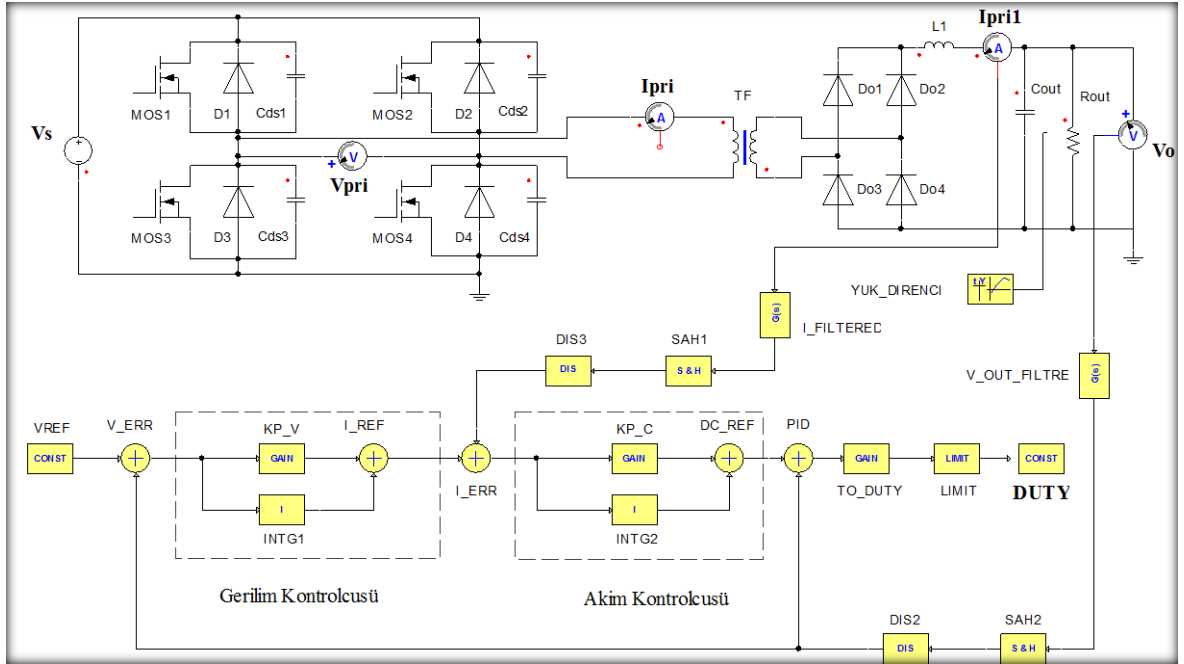 Ipri1
L1
A
Ipri
A
TF
MOS1
D1
Cds1
MOS2
D2
Cds2
Do1
Do2
Cout
Rout
Vs
V
Vpri
V
Vo
MOS3
D3
Cds3
MOS4
D4
Cds4
Do3
Do4
YUK_DIRENCI
t,Y
G(s)
I_FILTERED
DIS3
SAH1
DIS
S & H
V_OUT_FILTRE
G(s)
VREF
V_ERR
KP_V
I_REF
KP_C
DC_REF
PID
CONST
GAIN
GAIN
GAIN
LIMIT
CONST
I_ERR
TO_DUTY
LIMIT
DUTY
I
I
INTG1
INTG2
Gerilim Kontrolcusü
Akim Kontrolcusü
DIS2
SAH2
DIS
S & H